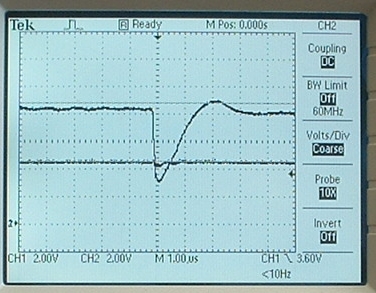 Tek R Ready M Pos: 0.000s CH2
Coupling
DC
BW Limit
Off
60MHz
Volts/Div
Coarse
Probe
10X
Invert
Off
2
CH1 2.00V CH2 2.00V M 1.00µs CH1 3.60V
<10Hz